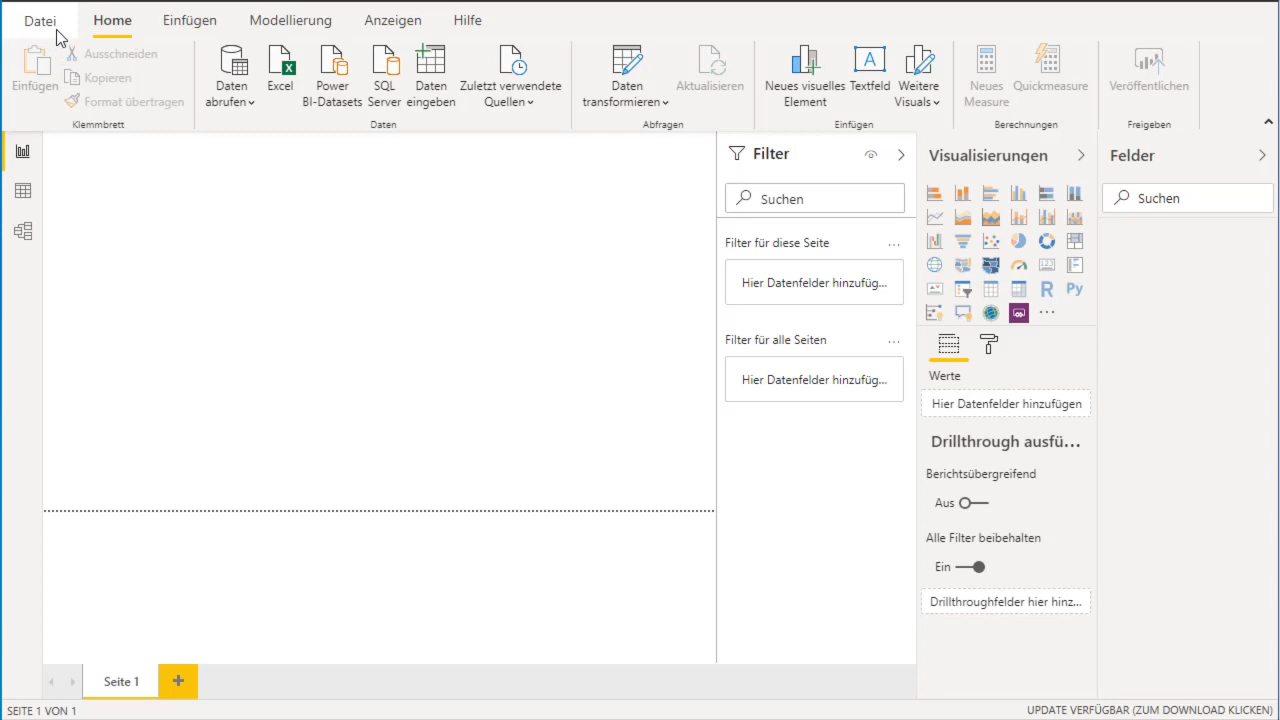 Datei Home Einfügen Modellierung Anzeigen Hilfe
Einfügen
Ausschneiden
Kopieren
Format übertragen
Klemmbrett
Daten
abrufen
Excel
Power
BI-Datasets
SQL
Server
Daten
eingeben
Zuletzt verwendete
Quellen
Daten
Daten
transformieren
Aktualisieren
Abfragen
Neues visuelles
Element
Textfeld
Weitere
Visuals
Einfügen
Neues
Measure
Quickmeasure
Berechnungen
Veröffentlichen
Freigeben
Filter
Suchen
Filter für diese Seite
Hier Datenfelder hinzufüg...
Filter für alle Seiten
Hier Datenfelder hinzufüg...
Visualisierungen
R
Py
Werte
Hier Datenfelder hinzufügen
Drillthrough ausfü...
Berichtsübergreifend
Aus
Alle Filter beibehalten
Ein
Drillthroughfelder hier hinz...
Felder
Suchen
Seite 1
SEITE 1 VON 1
UPDATE VERFÜGBAR (ZUM DOWNLOAD KLICKEN)